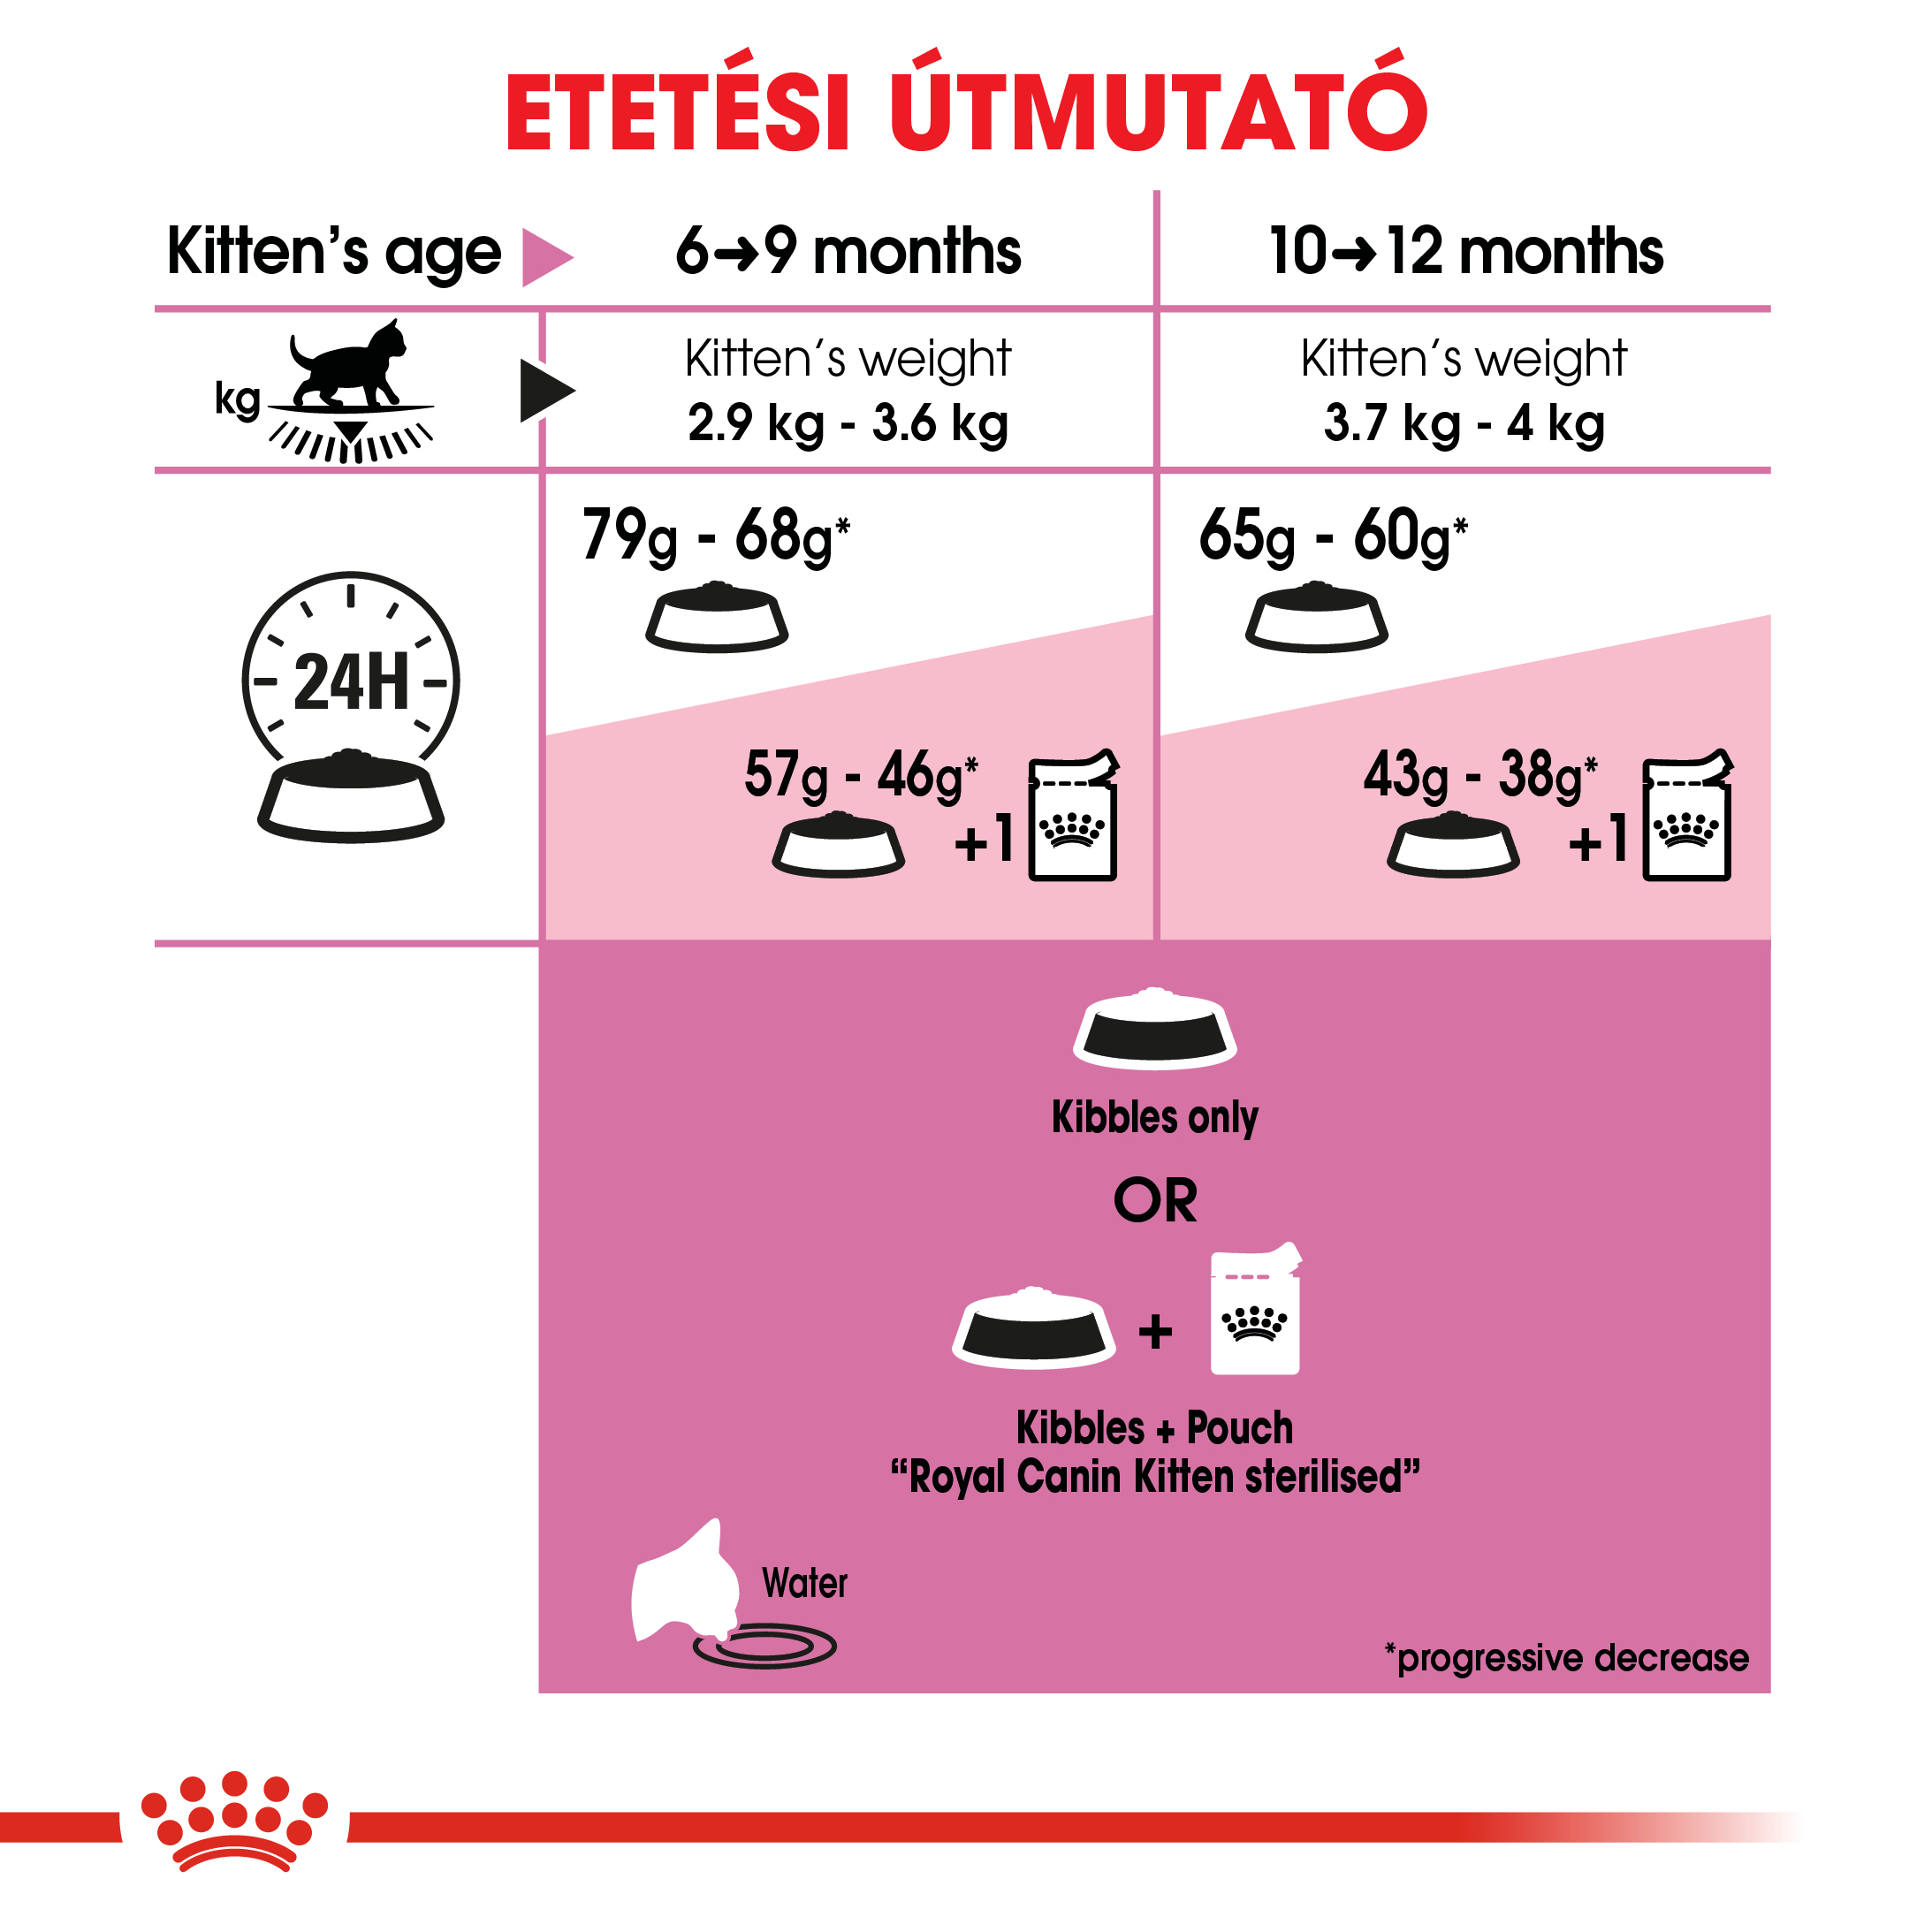 ETETÉSI ÚTMUTATÓ
Kitten's age 6→9 months 10→12 months
kg
Kitten's weight
2.9 kg - 3.6 kg
Kitten's weight
3.7 kg - 4 kg
24H
79g - 68g*
57g - 46g*
+1
65g - 60g*
43g - 38g*
+1
Kibbles only
OR
+
Kibbles + Pouch
“Royal Canin Kitten sterilised”
Water
*progressive decrease